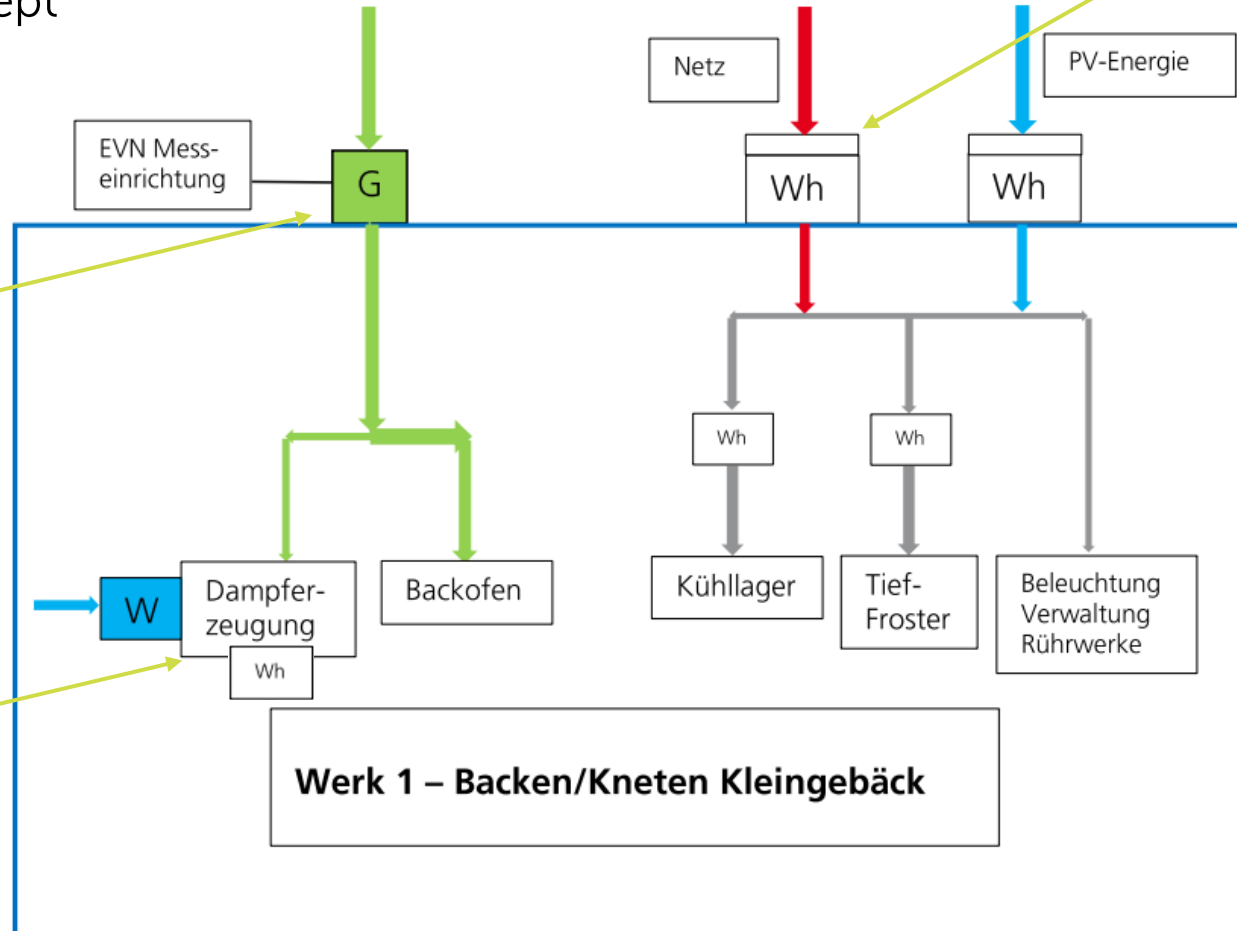 Netz
PV-Energie
EVN Mess-
einrichtung
G
Wh
Wh
Wh
Wh
W
Dampfer-
zeugung
Wh
Backofen
Kühllager
Tief-
Froster
Beleuchtung
Verwaltung
Rührwerke
Werk 1 – Backen/Kneten Kleingebäck